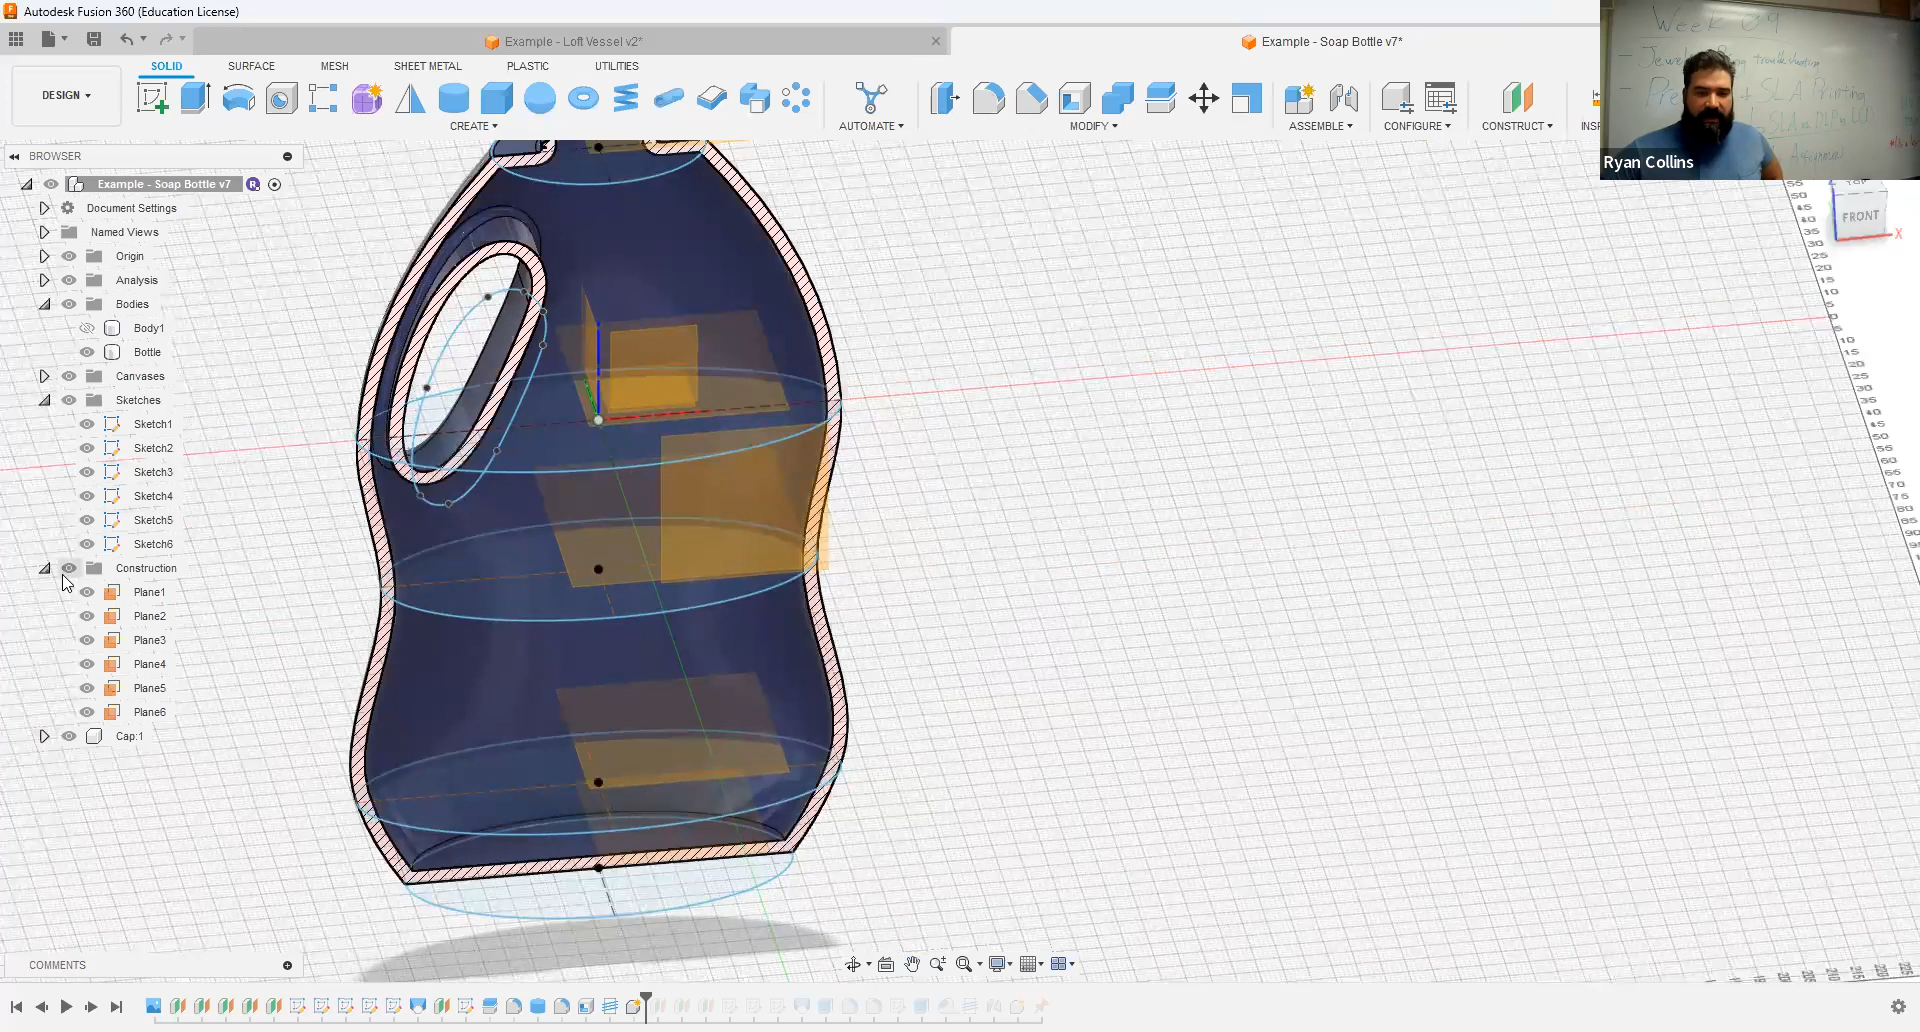 Autodesk Fusion 360 (Education License)
Example - Loft Vessel v2*
Example - Soap Bottle v7*
SOLID SURFACE MESH SHEET METAL PLASTIC UTILITIES
DESIGN
CREATE AUTOMATE MODIFY ASSEMBLE CONFIGURE CONSTRUCT
Week 09
Ryan Collins
BROWSER
Example - Soap Bottle v7
Document Settings
Named Views
Origin
Analysis
Bodies
Body1
Bottle
Canvases
Sketches
Sketch1
Sketch2
Sketch3
Sketch4
Sketch5
Sketch6
Construction
Plane1
Plane2
Plane3
Plane4
Plane5
Plane6
Cap:1
FRONT
X
COMMENTS